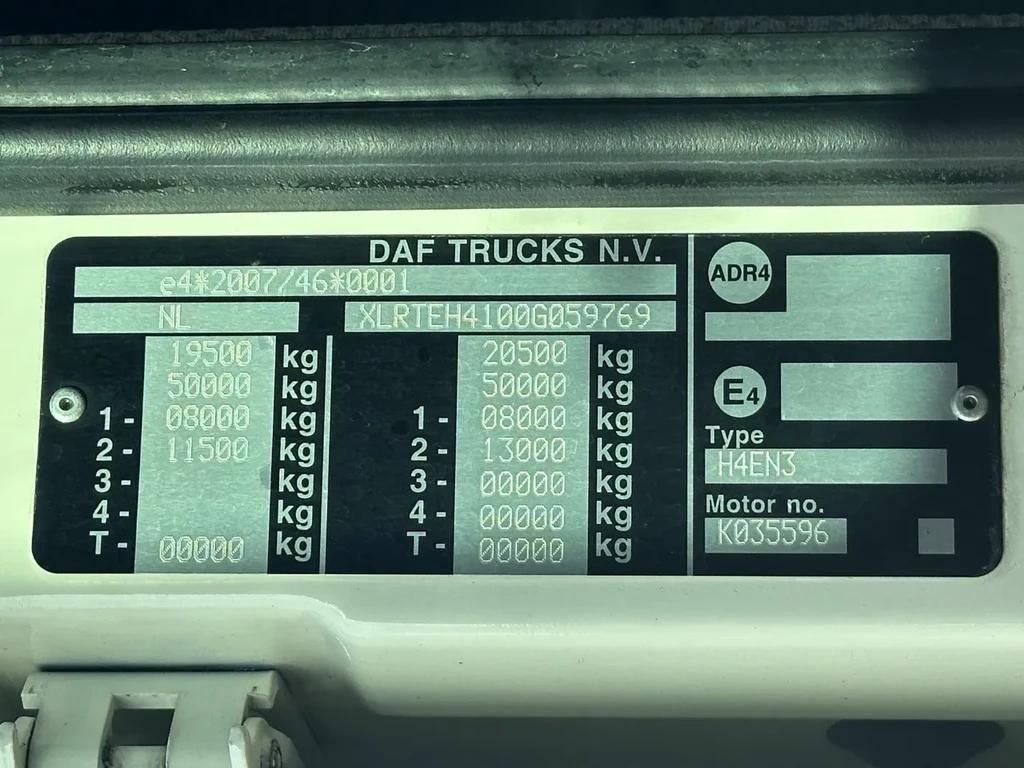 DAF TRUCKS N.V.
e4*2007/46*0001
NL XLRTEH4100G059769
19500 kg 20500 kg
50000 kg 50000 kg
1- 08000 kg 1- 08000 kg
2- 11500 kg 2- 13000 kg
3- kg 3- 00000 kg
4- kg 4- 00000 kg
T- 00000 kg T- 00000 kg
ADR4
E4
Type
H4EN3
Motor no.
K035596